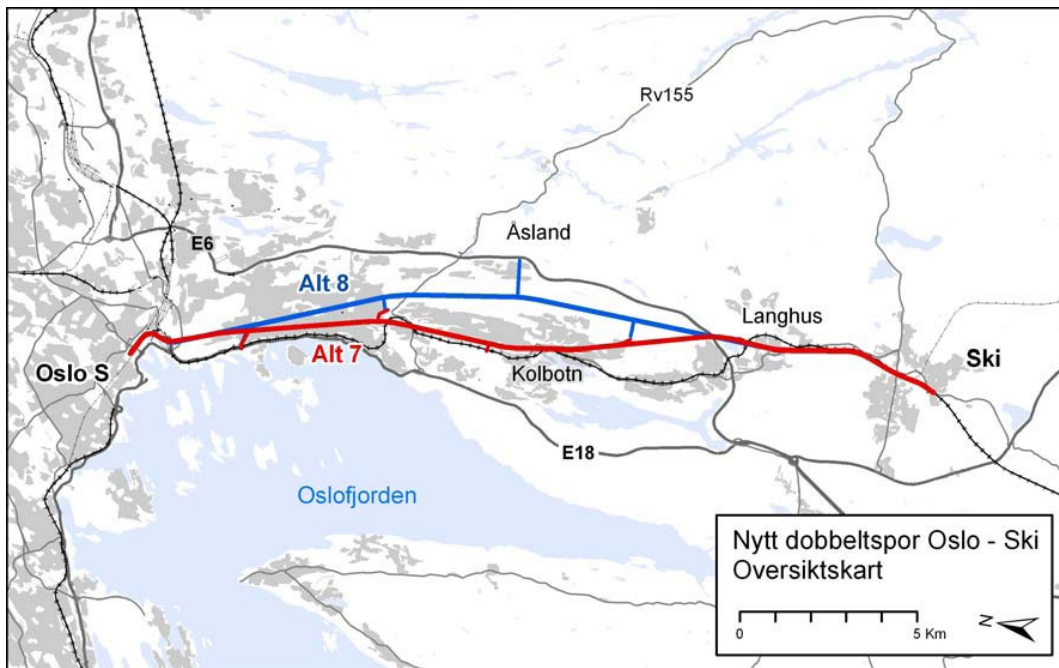 Rv155
Åsland
E6
Alt 8
Langhus
Alt 7
Oslo S
Kolbotn
Ski
E18
Oslofjorden
Nytt dobbeltspor Oslo - Ski
Oversiktskart
0 5 Km
N